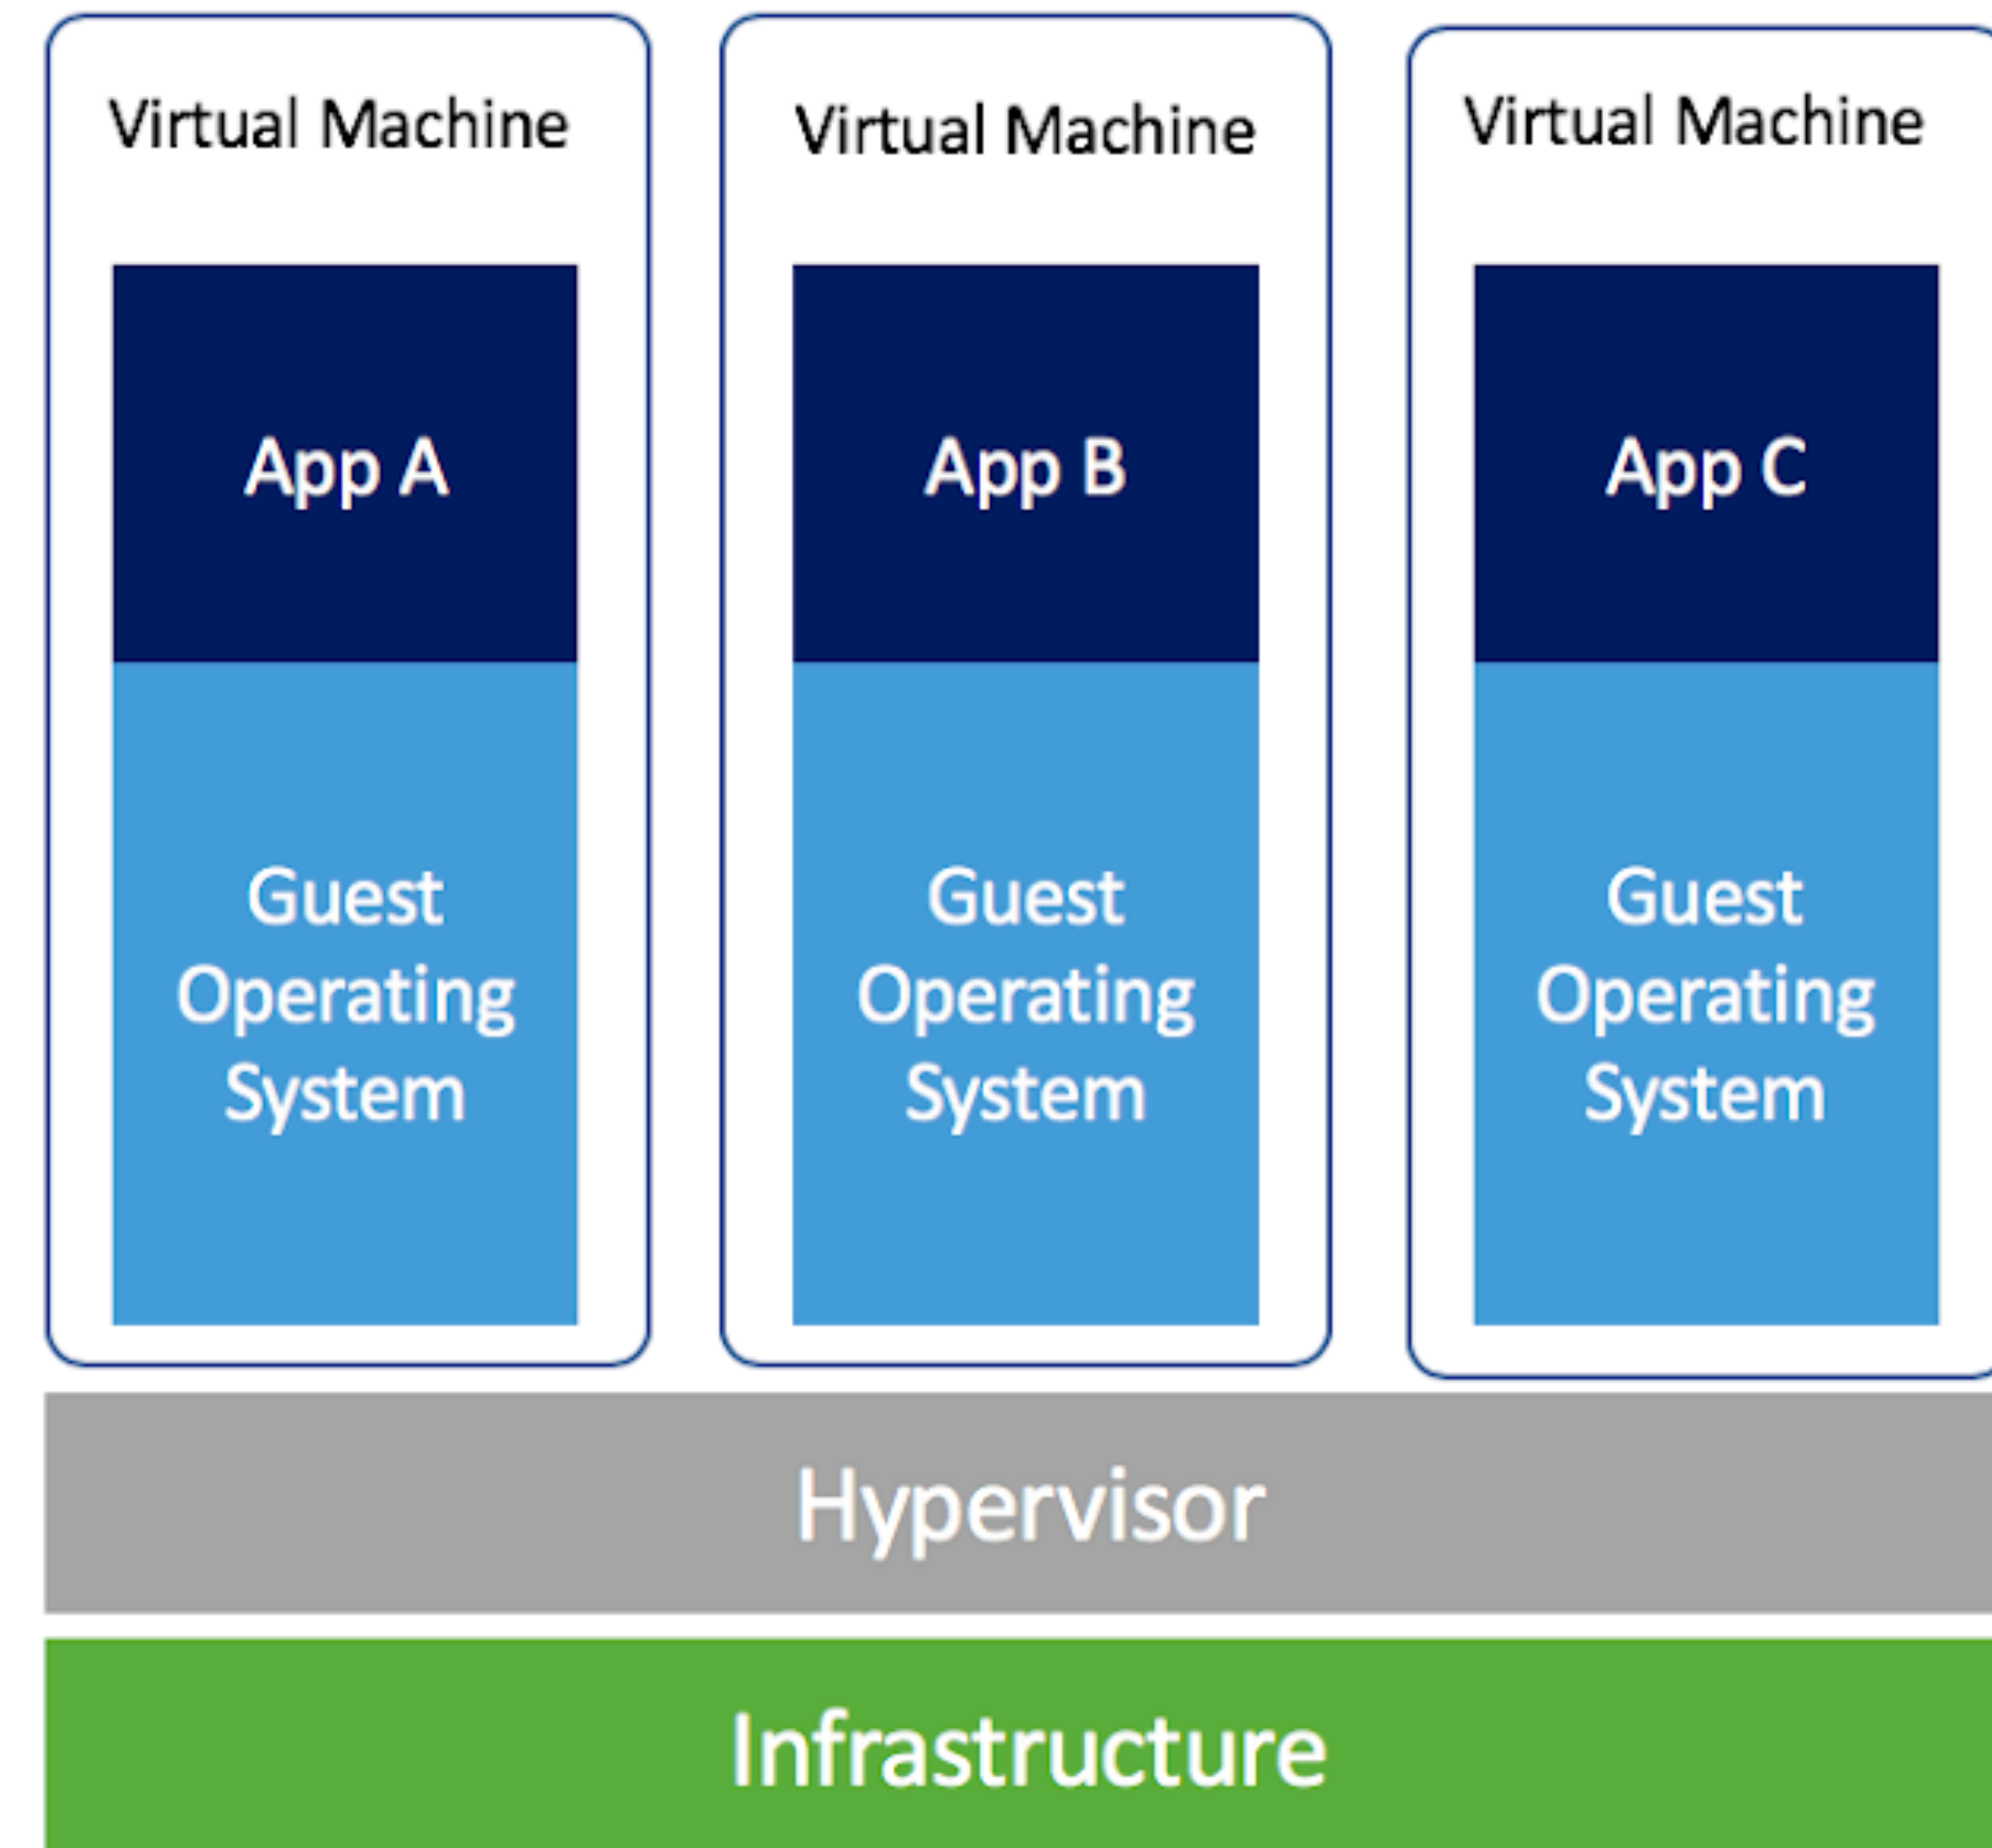 Virtual Machine
Virtual Machine
Virtual Machine
App A
App B
App C
Guest
Operating
System
Guest
Operating
System
Guest
Operating
System
Hypervisor
Infrastructure